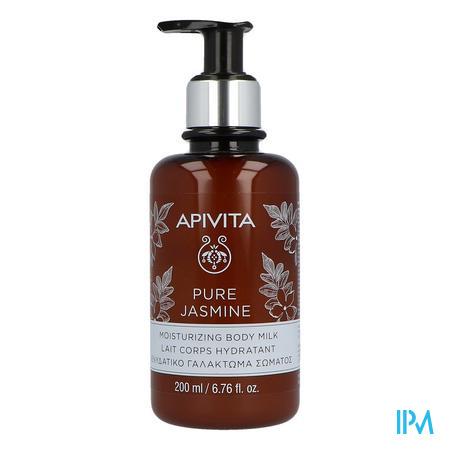 APIVITA
PURE
JASMINE
MOISTURIZING BODY MILK
LAIT CORPS HYDRATANT
ΓΑΛΑΚΤΩΜΑ ΣΩΜΑΤΟΣ
200 ml / 6.76 fl. oz.
IPM